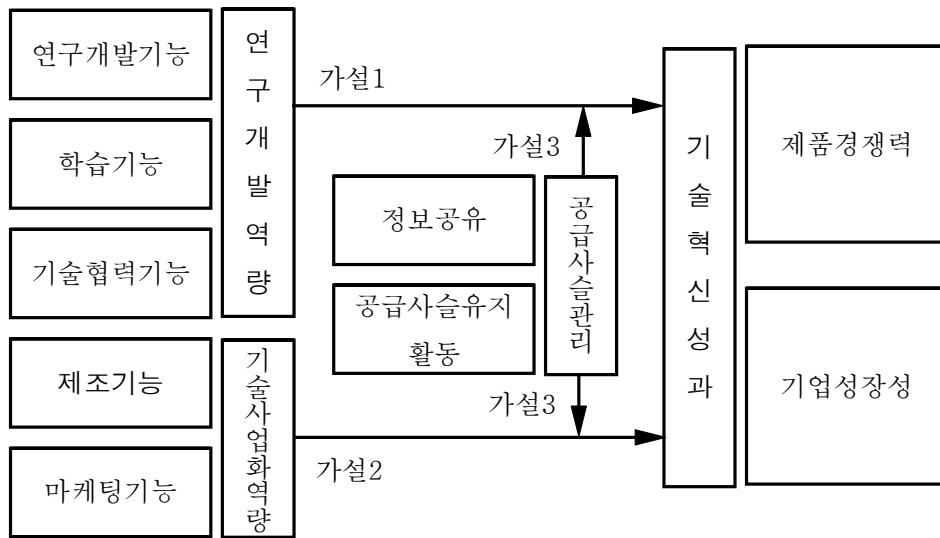 연구개발기능
학습기능
기술협력기능
제조기능
마케팅기능
연구개발역량
기술사업화역량
가설1
가설3
정보공유
공급사슬유지
활동
공급사슬관리
가설3
가설2
기술혁신성과
제품경쟁력
기업성장성